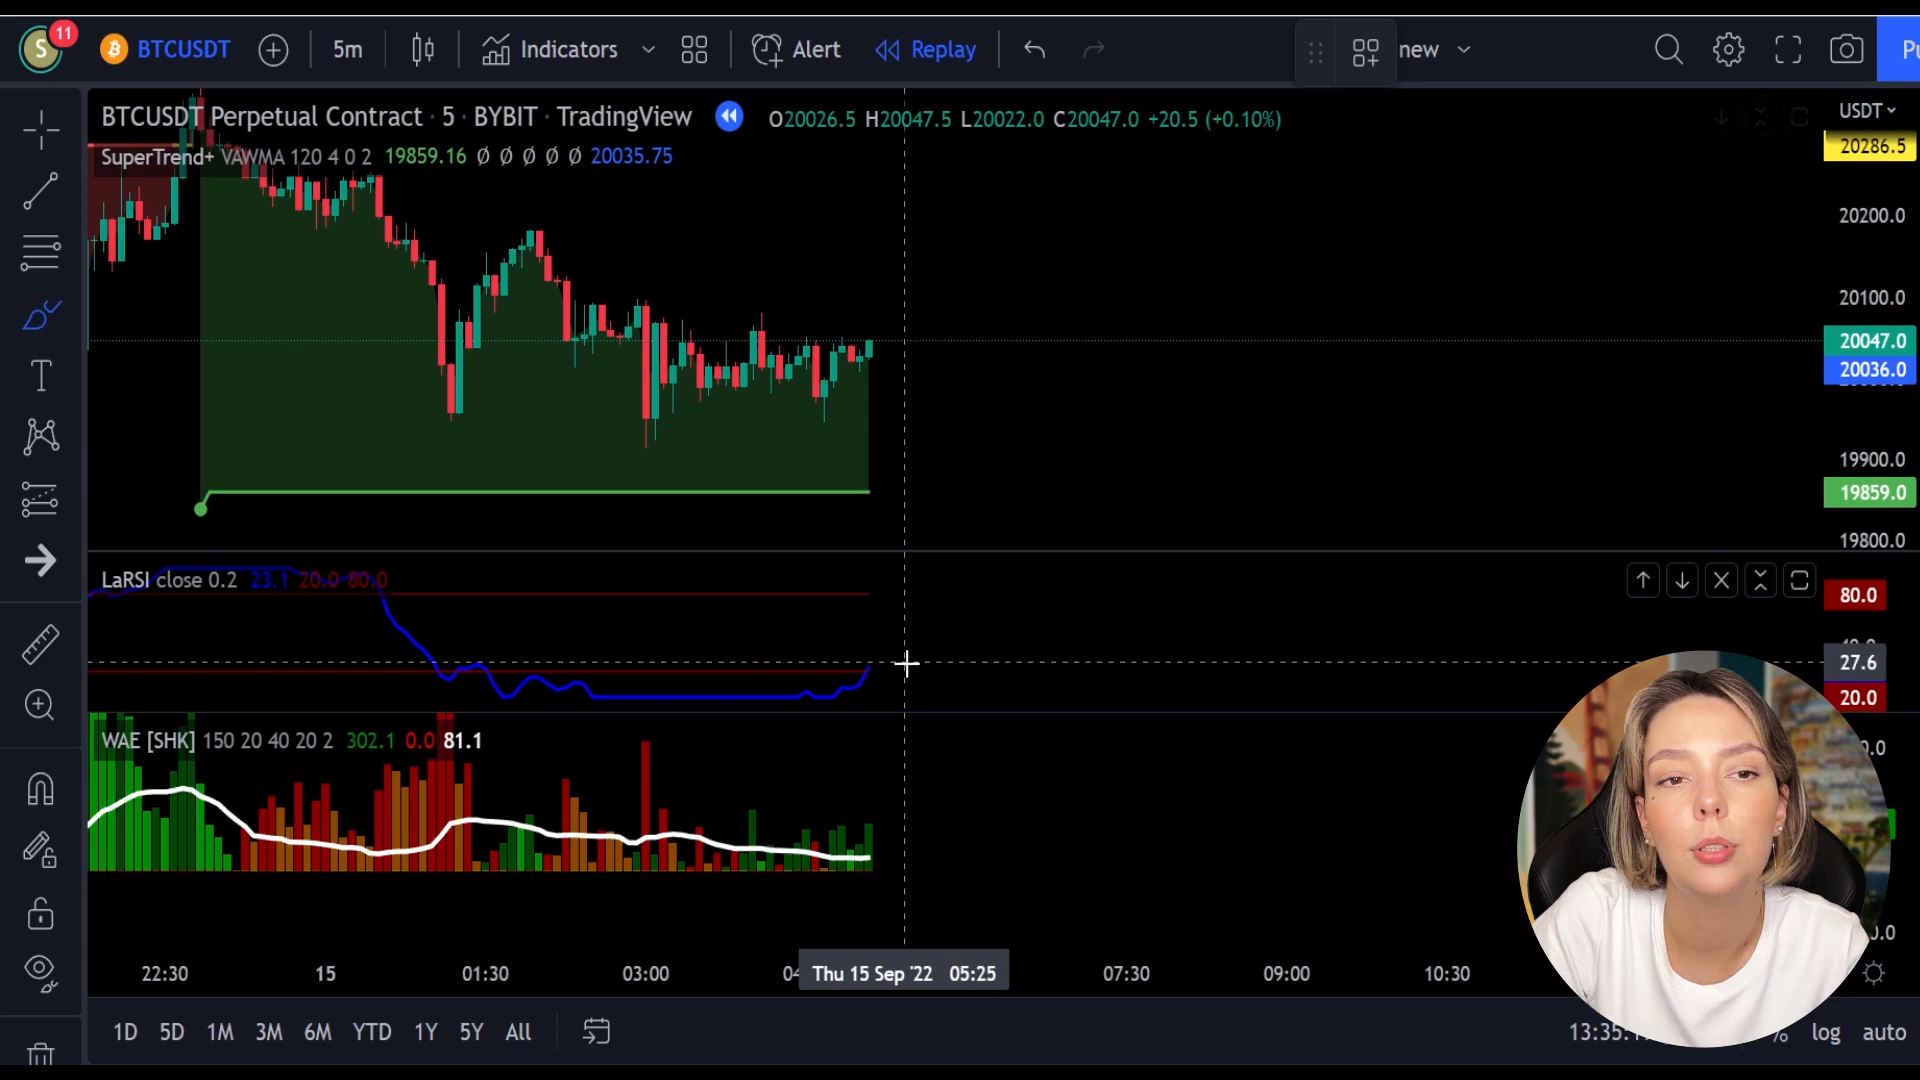 S 11 BTCUSDT 5m Indicators Alert Replay new
BTCUSDT Perpetual Contract · 5 · BYBIT · TradingView O20026.5 H20047.5 L20022.0 C20047.0 +20.5 (+0.10%)
SuperTrend+ VAWMA 120 4 0 2 19859.16 Ø Ø Ø Ø Ø 20035.75
USDT
20286.5
20200.0
20100.0
20047.0
20036.0
19900.0
19859.0
19800.0
LaRSI close 0.2 23.1 20.0 80.0
80.0
27.6
20.0
WAE [SHK] 150 20 40 20 2 302.1 0.0 81.1
22:30 15 01:30 03:00 Thu 15 Sep '22 05:25 07:30 09:00 10:30
1D 5D 1M 3M 6M YTD 1Y 5Y All 13:35: % log auto